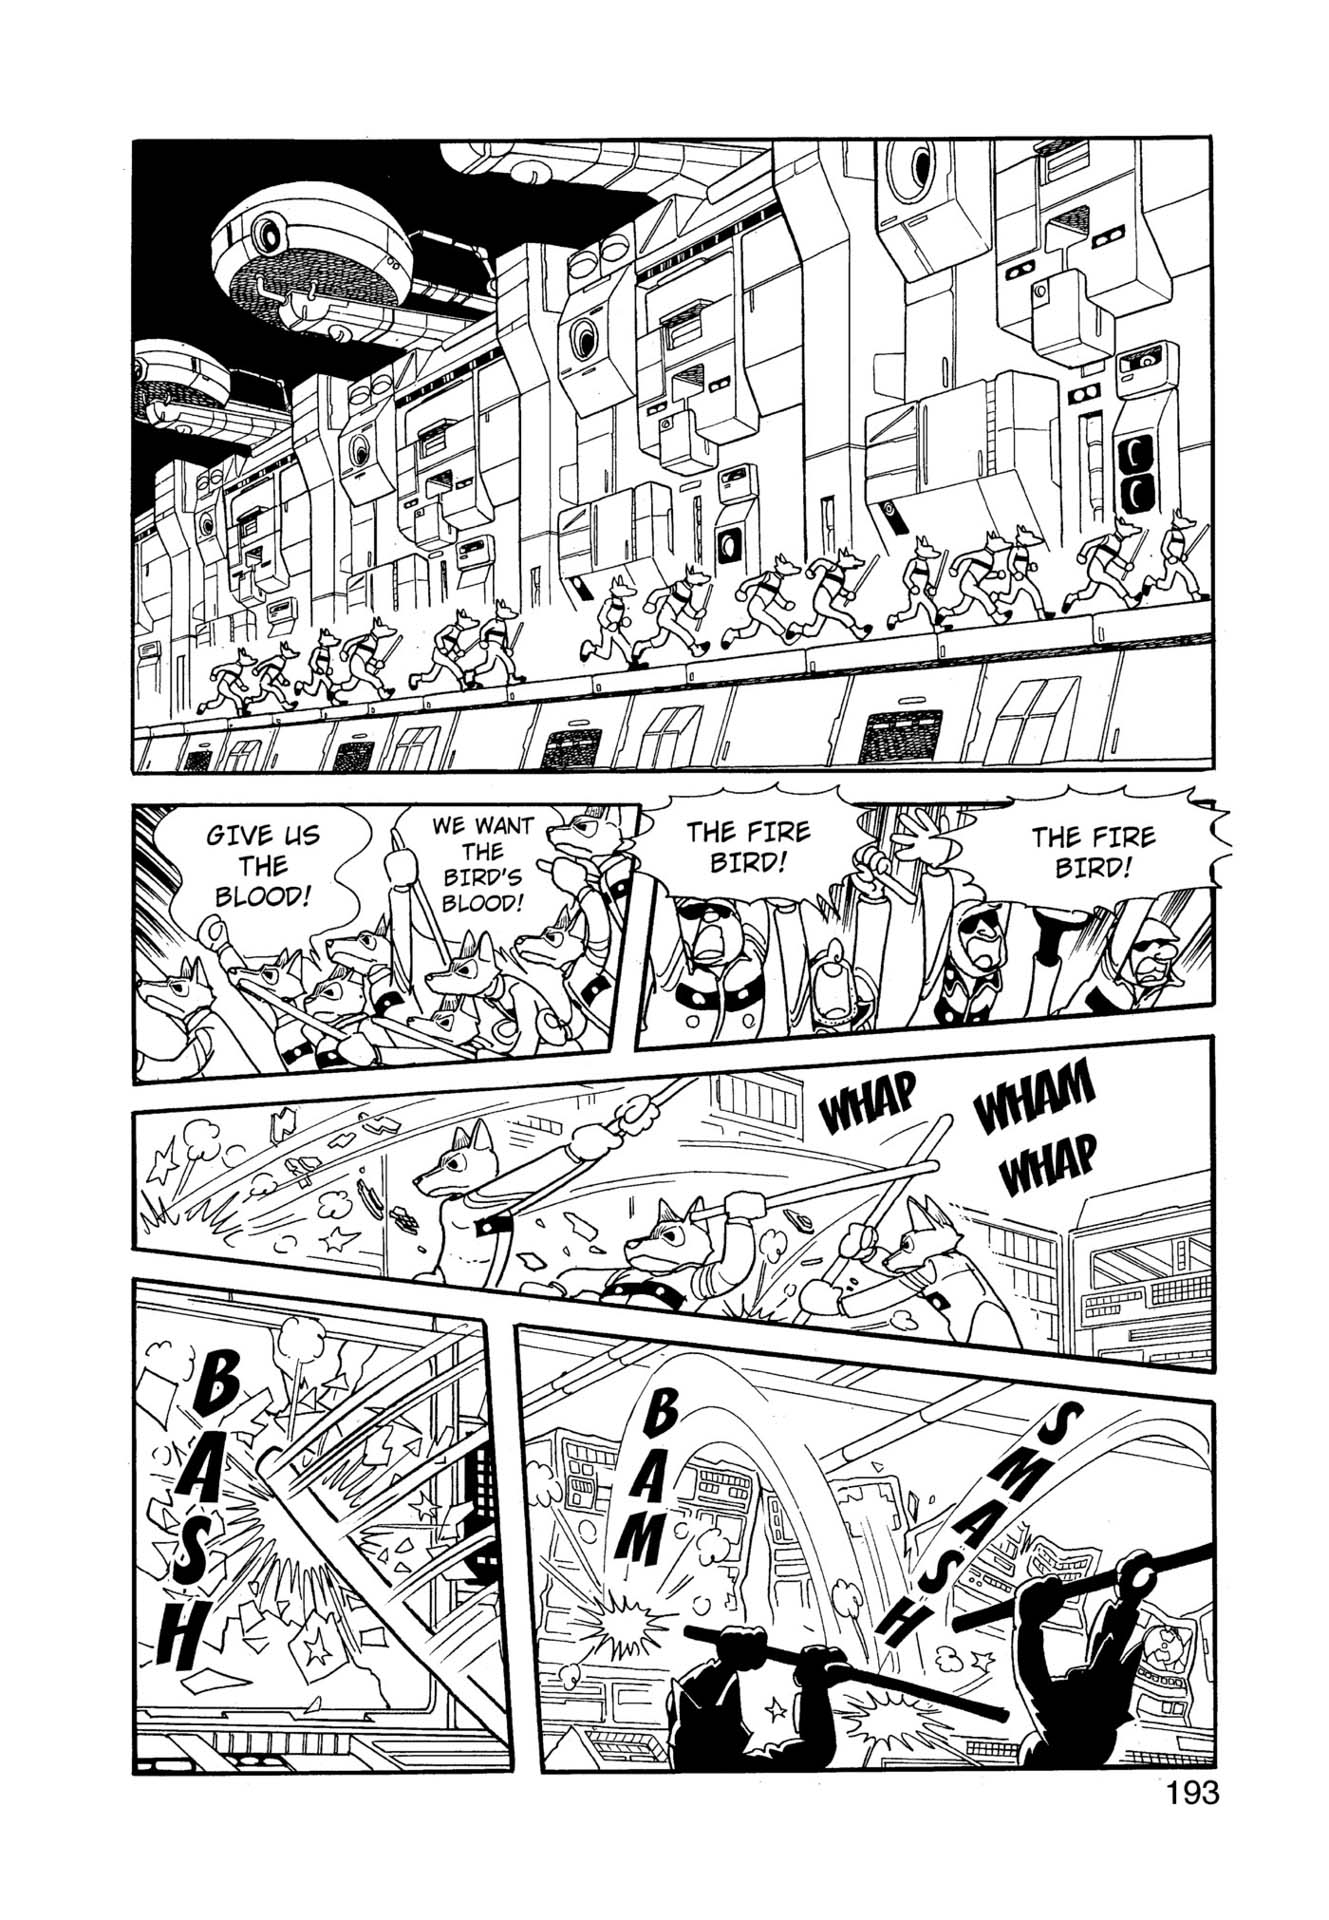 GIVE US
THE
BLOOD!
WE WANT
THE
BIRD'S
BLOOD!
THE FIRE
BIRD!
THE FIRE
BIRD!
WHAP
WHAM
WHAP
BASH
BAM
SMASH
193